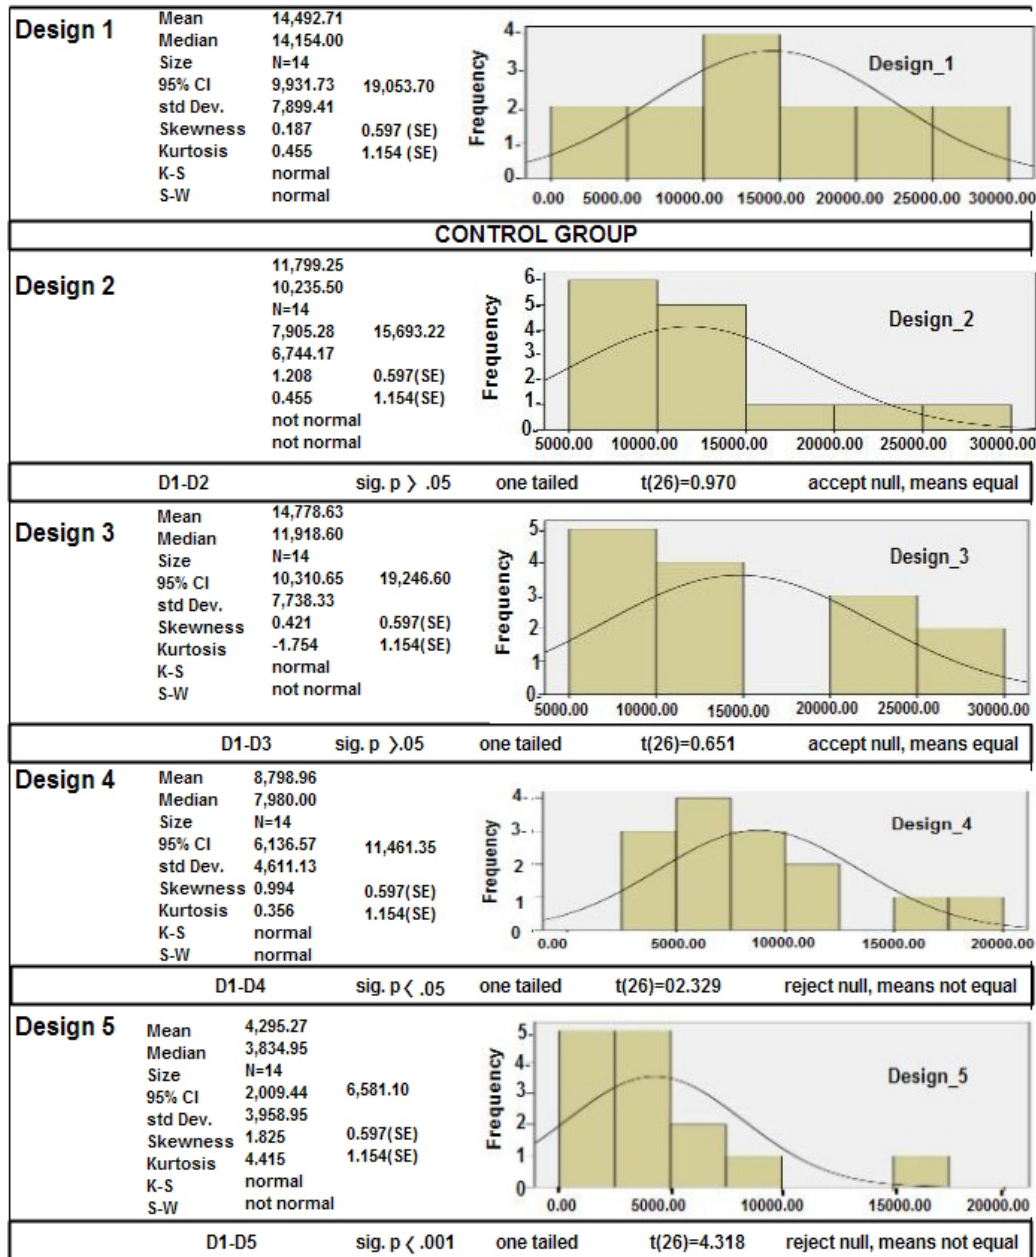 Design 1
Mean 14,492.71
Median 14,154.00
Size N=14
95% CI 9,931.73 19,053.70
std Dev. 7,899.41
Skewness 0.187 0.597 (SE)
Kurtosis 0.455 1.154 (SE)
K-S normal
S-W normal
Frequency
4
3
2
1
0
Design_1
0.00 5000.00 10000.00 15000.00 20000.00 25000.00 30000.00
CONTROL GROUP
Design 2
11,799.25
10,235.50
N=14
7,905.28 15,693.22
6,744.17
1.208 0.597(SE)
0.455 1.154(SE)
not normal
not normal
Frequency
6
5
4
3
2
1
0
Design_2
5000.00 10000.00 15000.00 20000.00 25000.00 30000.00
D1-D2 sig. p > .05 one tailed t(26)=0.970 accept null, means equal
Design 3
Mean 14,778.63
Median 11,918.60
Size N=14
95% CI 10,310.65 19,246.60
std Dev. 7,738.33
Skewness 0.421 0.597(SE)
Kurtosis -1.754 1.154(SE)
K-S normal
S-W not normal
Frequency
5
4
3
2
1
0
Design_3
5000.00 10000.00 15000.00 20000.00 25000.00 30000.00
D1-D3 sig. p >.05 one tailed t(26)=0.651 accept null, means equal
Design 4
Mean 8,798.96
Median 7,980.00
Size N=14
95% CI 6,136.57 11,461.35
std Dev. 4,611.13
Skewness 0.994 0.597(SE)
Kurtosis 0.356 1.154(SE)
K-S normal
S-W normal
Frequency
4
3
2
1
0
Design_4
0.00 5000.00 10000.00 15000.00 20000.00
D1-D4 sig. p < .05 one tailed t(26)=02.329 reject null, means not equal
Design 5
Mean 4,295.27
Median 3,834.95
Size N=14
95% CI 2,009.44 6,581.10
std Dev. 3,958.95
Skewness 1.825 0.597(SE)
Kurtosis 4.415 1.154(SE)
K-S normal
S-W not normal
Frequency
5
4
3
2
1
0
Design_5
0.00 5000.00 10000.00 15000.00 20000.00
D1-D5 sig. p < .001 one tailed t(26)=4.318 reject null, means not equal